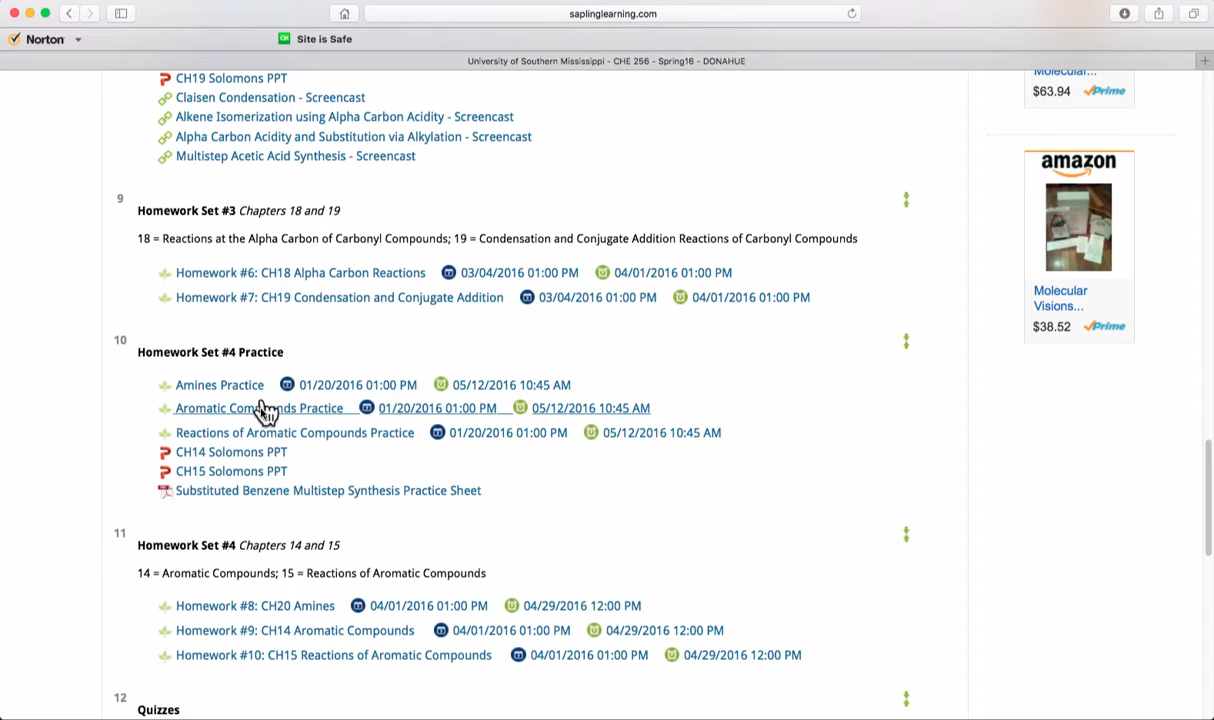 saplinglearning.com
Norton
OK Site is Safe
University of Southern Mississippi - CHE 256 - Spring16 - DONAHUE
CH19 Solomons PPT
Claisen Condensation - Screencast
Alkene Isomerization using Alpha Carbon Acidity - Screencast
Alpha Carbon Acidity and Substitution via Alkylation - Screencast
Multistep Acetic Acid Synthesis - Screencast
9
Homework Set #3 Chapters 18 and 19
18 = Reactions at the Alpha Carbon of Carbonyl Compounds; 19 = Condensation and Conjugate Addition Reactions of Carbonyl Compounds
Homework #6: CH18 Alpha Carbon Reactions 03/04/2016 01:00 PM 04/01/2016 01:00 PM
Homework #7: CH19 Condensation and Conjugate Addition 03/04/2016 01:00 PM 04/01/2016 01:00 PM
10
Homework Set #4 Practice
Amines Practice 01/20/2016 01:00 PM 05/12/2016 10:45 AM
Aromatic Compounds Practice 01/20/2016 01:00 PM 05/12/2016 10:45 AM
Reactions of Aromatic Compounds Practice 01/20/2016 01:00 PM 05/12/2016 10:45 AM
CH14 Solomons PPT
CH15 Solomons PPT
Substituted Benzene Multistep Synthesis Practice Sheet
11
Homework Set #4 Chapters 14 and 15
14 = Aromatic Compounds; 15 = Reactions of Aromatic Compounds
Homework #8: CH20 Amines 04/01/2016 01:00 PM 04/29/2016 12:00 PM
Homework #9: CH14 Aromatic Compounds 04/01/2016 01:00 PM 04/29/2016 12:00 PM
Homework #10: CH15 Reactions of Aromatic Compounds 04/01/2016 01:00 PM 04/29/2016 12:00 PM
12
Quizzes
Molecular...
$63.94 Prime
amazon
Molecular
Visions...
$38.52 Prime